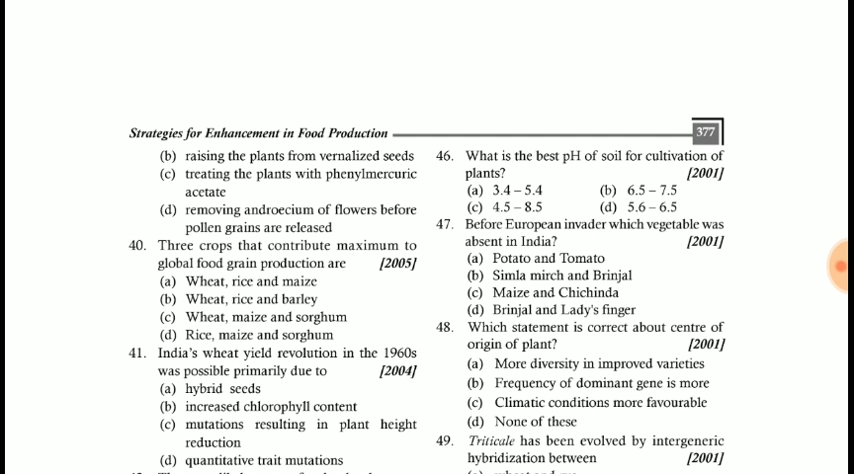 Strategies for Enhancement in Food Production
377
(b) raising the plants from vernalized seeds
(c) treating the plants with phenylmercuric
acetate
(d) removing androecium of flowers before
pollen grains are released
40. Three crops that contribute maximum to
global food grain production are [2005]
(a) Wheat, rice and maize
(b) Wheat, rice and barley
(c) Wheat, maize and sorghum
(d) Rice, maize and sorghum
41. India's wheat yield revolution in the 1960s
was possible primarily due to [2004]
(a) hybrid seeds
(b) increased chlorophyll content
(c) mutations resulting in plant height
reduction
(d) quantitative trait mutations
46. What is the best pH of soil for cultivation of
plants? [2001]
(a) 3.4 – 5.4 (b) 6.5 – 7.5
(c) 4.5 – 8.5 (d) 5.6 – 6.5
47. Before European invader which vegetable was
absent in India? [2001]
(a) Potato and Tomato
(b) Simla mirch and Brinjal
(c) Maize and Chichinda
(d) Brinjal and Lady's finger
48. Which statement is correct about centre of
origin of plant? [2001]
(a) More diversity in improved varieties
(b) Frequency of dominant gene is more
(c) Climatic conditions more favourable
(d) None of these
49. Triticale has been evolved by intergeneric
hybridization between [2001]